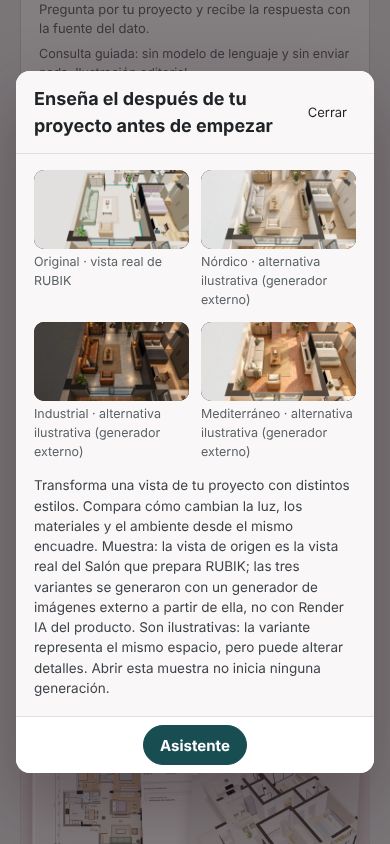 Pregunta por tu proyecto y recibe la respuesta con
la fuente del dato.
Consulta guiada: sin modelo de lenguaje y sin enviar
Enseña el después de tu
proyecto antes de empezar
Cerrar
Original · vista real de
RUBIK
Nórdico · alternativa
ilustrativa (generador
externo)
Industrial · alternativa
ilustrativa (generador
externo)
Mediterráneo · alternativa
ilustrativa (generador
externo)
Transforma una vista de tu proyecto con distintos
estilos. Compara cómo cambian la luz, los
materiales y el ambiente desde el mismo
encuadre. Muestra: la vista de origen es la vista
real del Salón que prepara RUBIK; las tres
variantes se generaron con un generador de
imágenes externo a partir de ella, no con Render
IA del producto. Son ilustrativas: la variante
representa el mismo espacio, pero puede alterar
detalles. Abrir esta muestra no inicia ninguna
generación.
Asistente